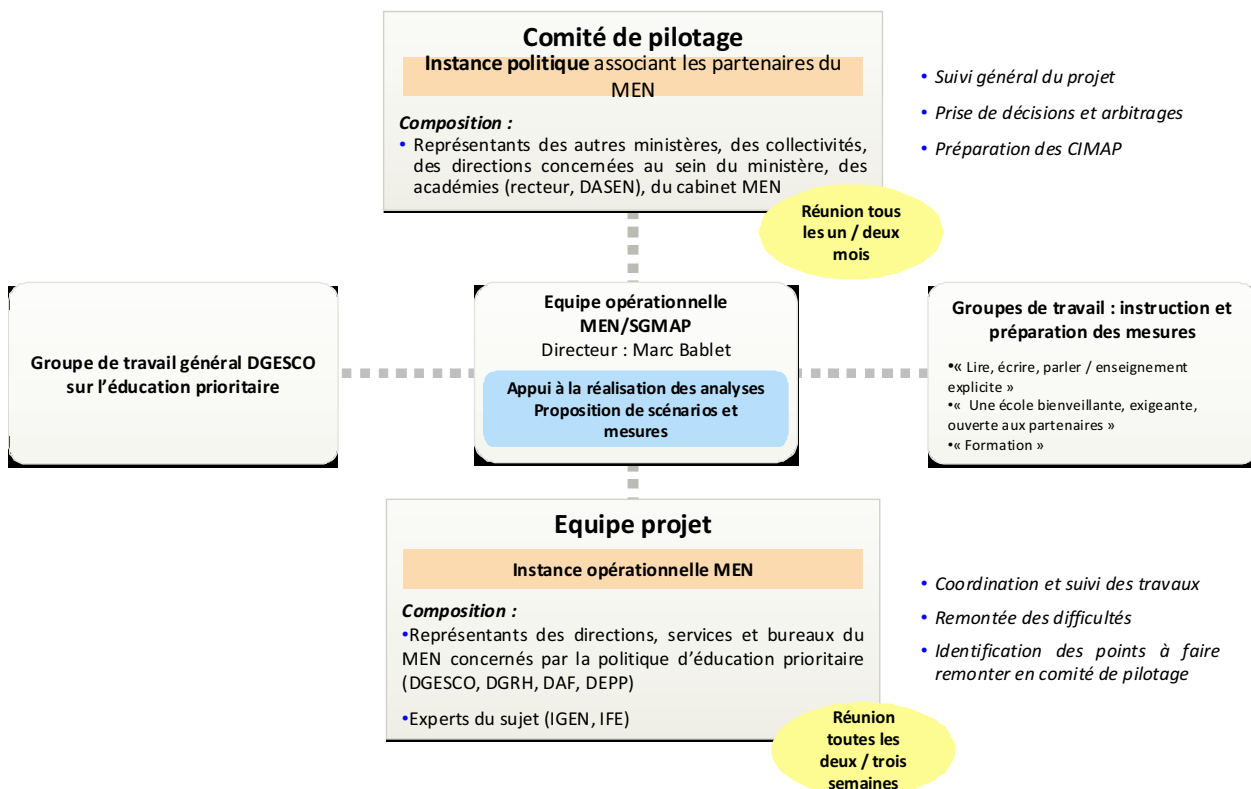 Comité de pilotage
Instance politique associant les partenaires du
MEN
Composition :
• Représentants des autres ministères, des collectivités,
des directions concernées au sein du ministère, des
académies (recteur, DASEN), du cabinet MEN
• Suivi général du projet
• Prise de décisions et arbitrages
• Préparation des CIMAP
Réunion tous
les un / deux
mois
Groupe de travail général DGESCO
sur l’éducation prioritaire
Equipe opérationnelle
MEN/SGMAP
Directeur : Marc Bablet
Appui à la réalisation des analyses
Proposition de scénarios et
mesures
Groupes de travail : instruction et
préparation des mesures
•« Lire, écrire, parler / enseignement
explicite »
•« Une école bienveillante, exigeante,
ouverte aux partenaires »
•« Formation »
Equipe projet
Instance opérationnelle MEN
Composition :
•Représentants des directions, services et bureaux du
MEN concernés par la politique d’éducation prioritaire
(DGESCO, DGRH, DAF, DEPP)
•Experts du sujet (IGEN, IFE)
• Coordination et suivi des travaux
• Remontée des difficultés
• Identification des points à faire
remonter en comité de pilotage
Réunion
toutes les
deux / trois
semaines